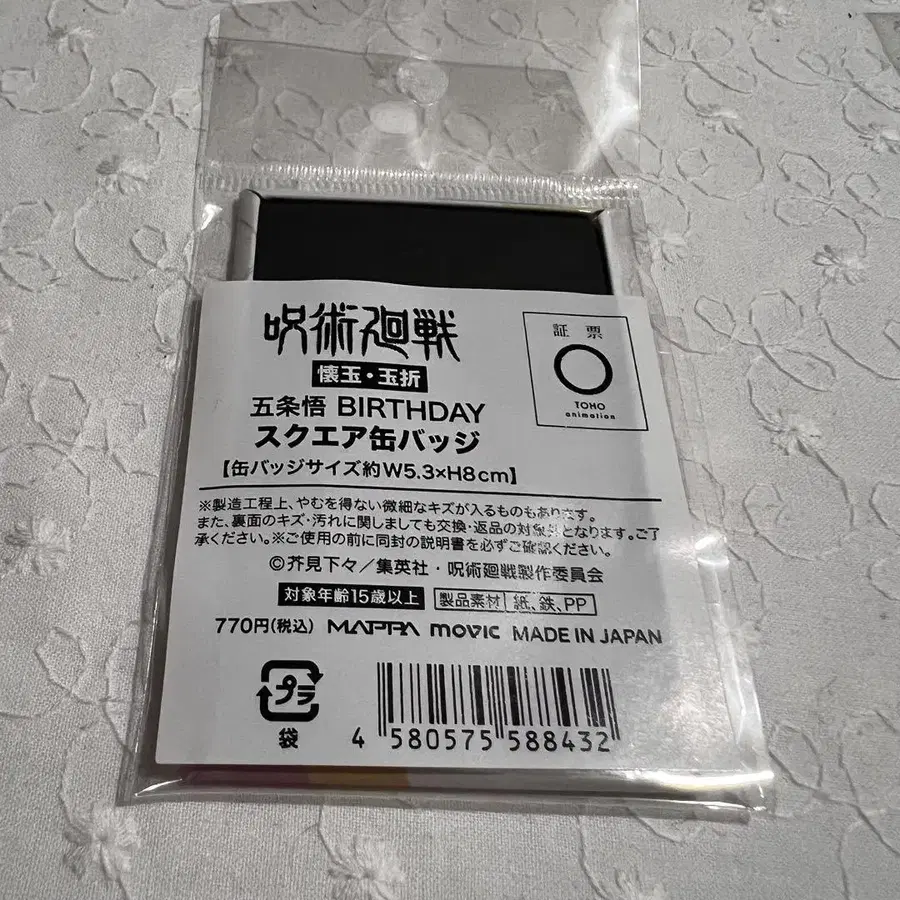 呪術廻戦
懐玉・玉折
五条悟 BIRTHDAY
スクエア缶バッジ
【缶バッジサイズ約W5.3×H8cm】
証 票
TOHO
animation
※製造工程上、やむを得ない微細なキズが入るものもあります。
また、裏面のキズ・汚れに関しましても交換・返品の対象外となります。ご了
承ください。※ご使用の前に同封の説明書を必ずご確認ください。
©芥見下々／集英社・呪術廻戦製作委員会
対象年齢15歳以上 製品素材 紙、鉄、PP
770円(税込) MAPPA movic MADE IN JAPAN
プラ
袋
4 580575 588432